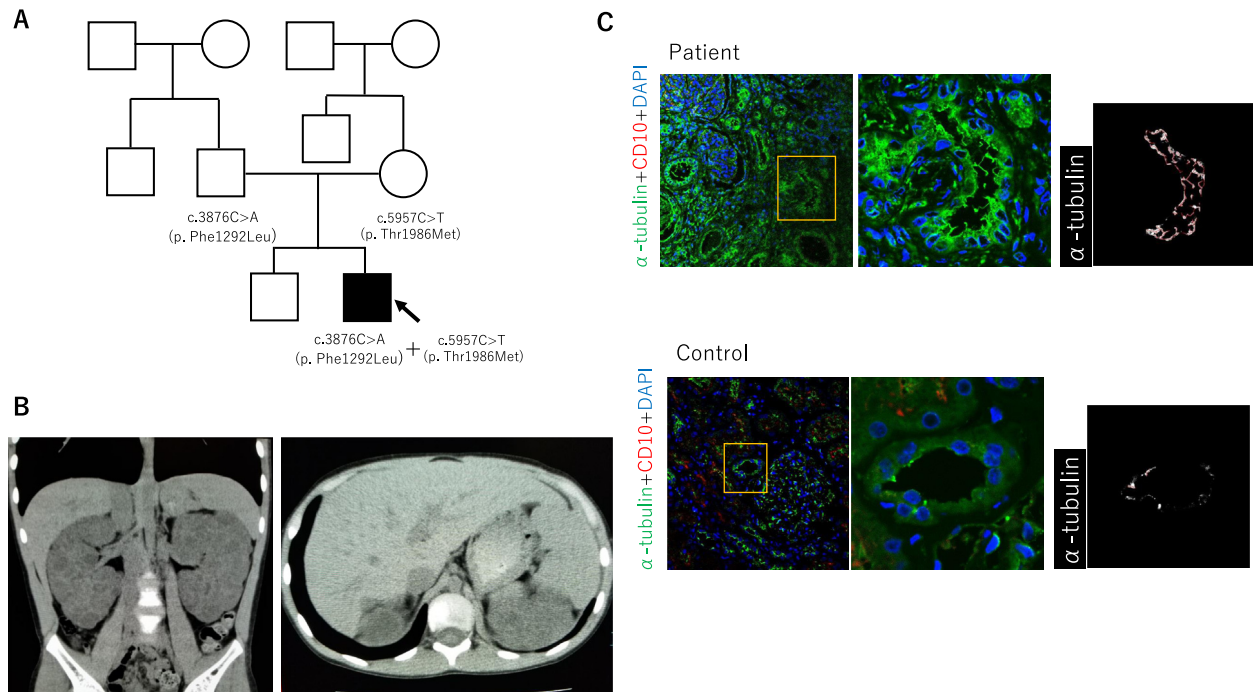 A
c.3876C>A
(p. Phe1292Leu)
c.5957C>T
(p. Thr1986Met)
c.3876C>A
(p. Phe1292Leu)
+
c.5957C>T
(p. Thr1986Met)
B
C
Patient
α-tubulin+CD10+DAPI
α-tubulin
Control
α-tubulin+CD10+DAPI
α-tubulin